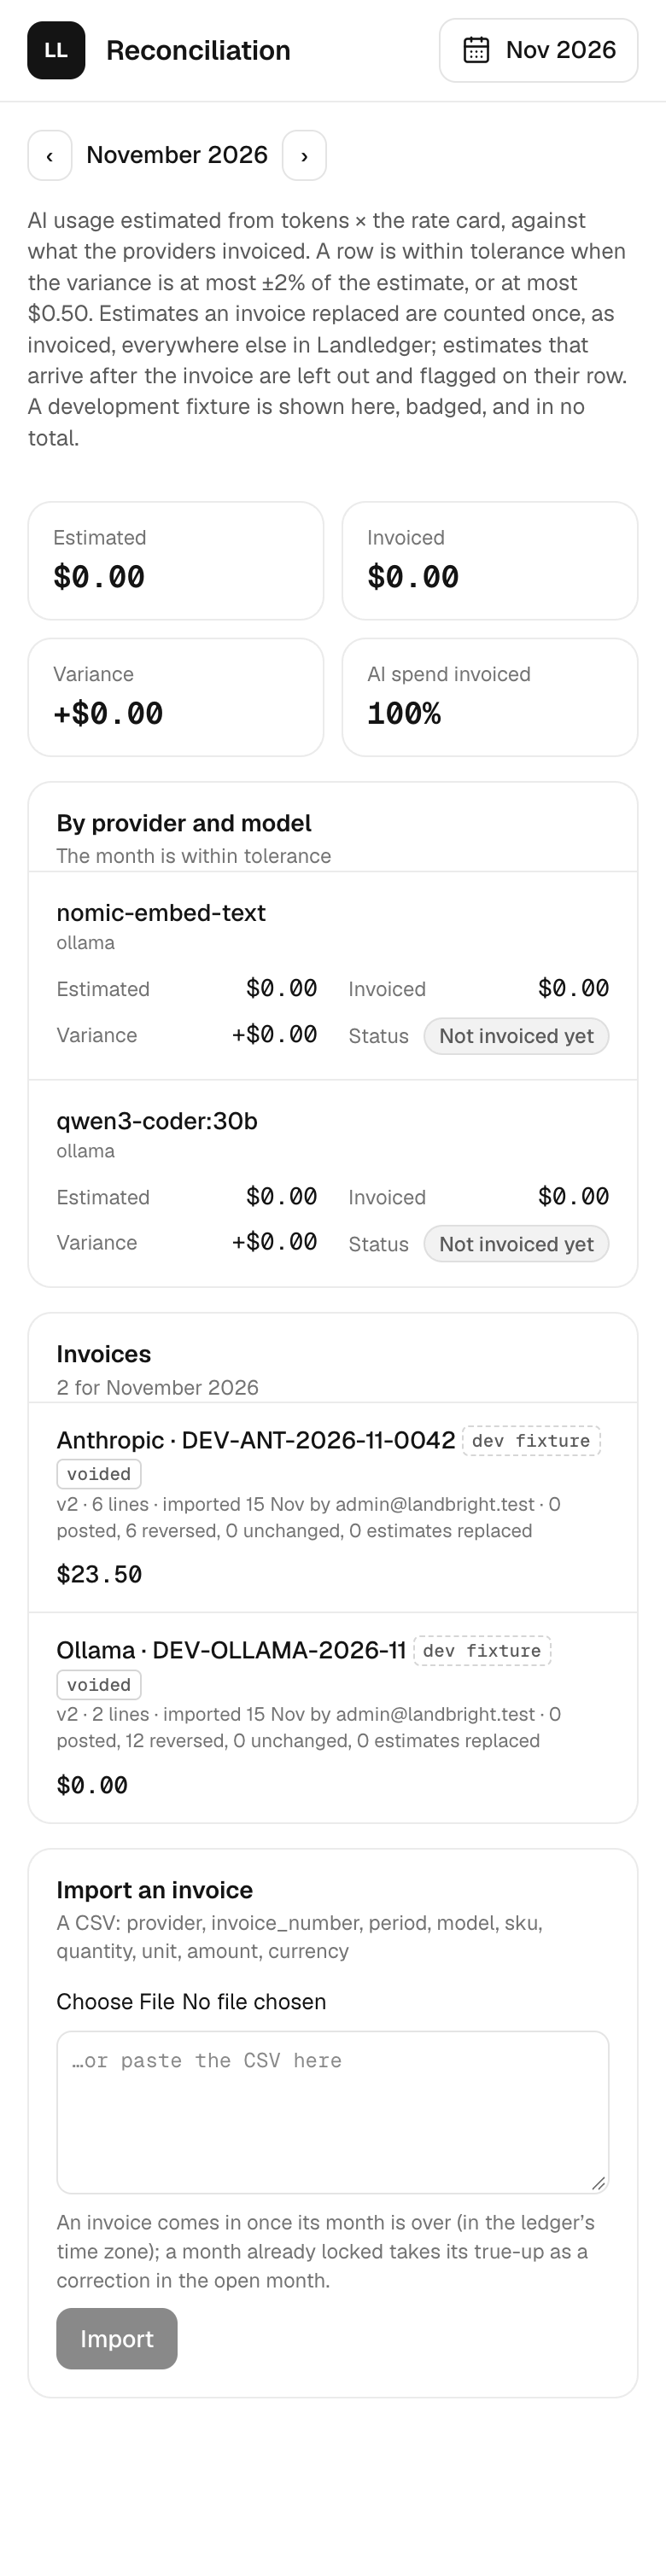 LL
Reconciliation
Nov 2026
‹ November 2026 ›
AI usage estimated from tokens × the rate card, against
what the providers invoiced. A row is within tolerance when
the variance is at most ±2% of the estimate, or at most
$0.50. Estimates an invoice replaced are counted once, as
invoiced, everywhere else in Landledger; estimates that
arrive after the invoice are left out and flagged on their row.
A development fixture is shown here, badged, and in no
total.
Estimated
$0.00
Invoiced
$0.00
Variance
+$0.00
AI spend invoiced
100%
By provider and model
The month is within tolerance
nomic-embed-text
ollama
Estimated $0.00 Invoiced $0.00
Variance +$0.00 Status Not invoiced yet
qwen3-coder:30b
ollama
Estimated $0.00 Invoiced $0.00
Variance +$0.00 Status Not invoiced yet
Invoices
2 for November 2026
Anthropic · DEV-ANT-2026-11-0042 dev fixture
voided
v2 · 6 lines · imported 15 Nov by admin@landbright.test · 0
posted, 6 reversed, 0 unchanged, 0 estimates replaced
$23.50
Ollama · DEV-OLLAMA-2026-11 dev fixture
voided
v2 · 2 lines · imported 15 Nov by admin@landbright.test · 0
posted, 12 reversed, 0 unchanged, 0 estimates replaced
$0.00
Import an invoice
A CSV: provider, invoice_number, period, model, sku,
quantity, unit, amount, currency
Choose File No file chosen
…or paste the CSV here
An invoice comes in once its month is over (in the ledger’s
time zone); a month already locked takes its true-up as a
correction in the open month.
Import